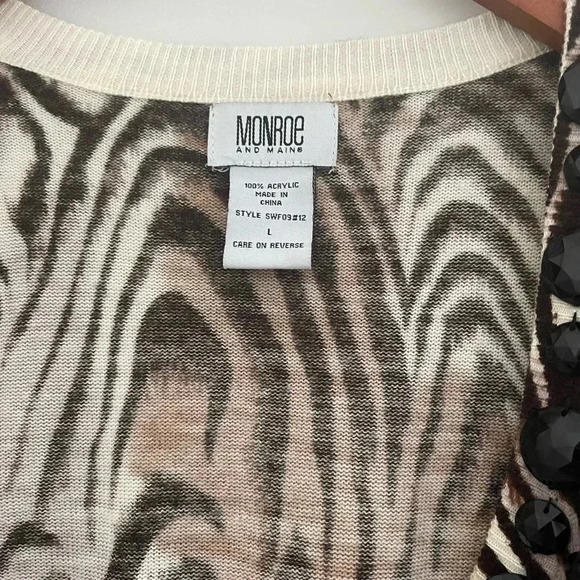 MONROE
AND MAIN®
100% ACRYLIC
MADE IN
CHINA
STYLE SWF09#12
L
CARE ON REVERSE